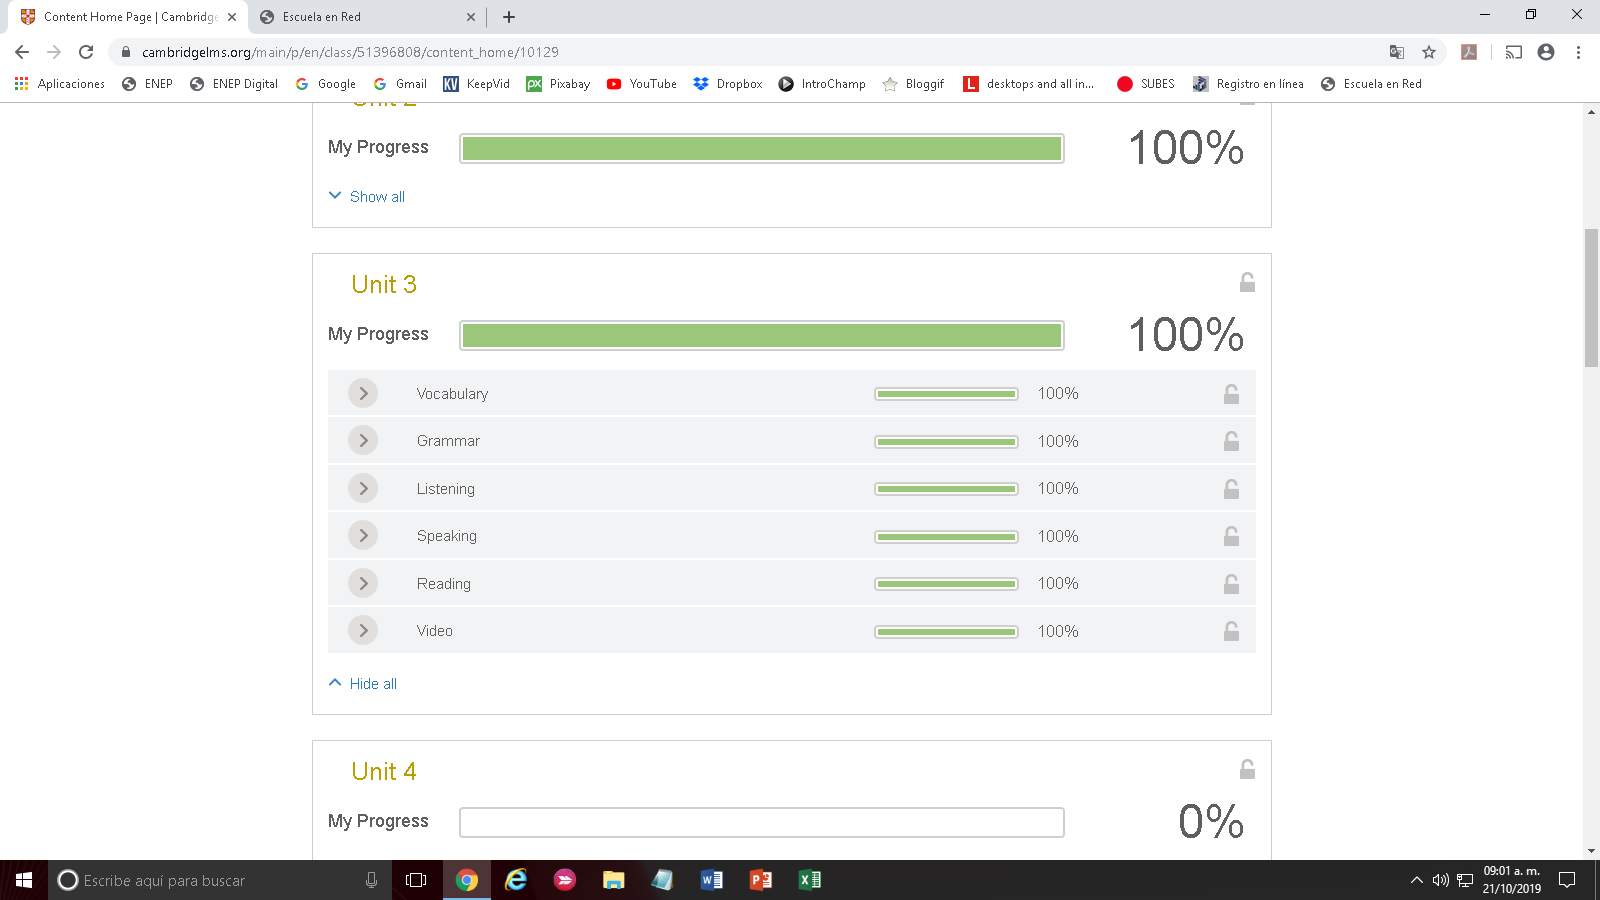 Content Home Page | Cambridge
Escuela en Red
cambridgelms.org/main/p/en/class/51396808/content_home/10129
Aplicaciones ENEP ENEP Digital Google Gmail KV KeepVid px Pixabay YouTube Dropbox IntroChamp Bloggif L desktops and all in... SUBES Registro en línea Escuela en Red
Unit 2
My Progress 100%
Show all
Unit 3
My Progress 100%
Vocabulary 100%
Grammar 100%
Listening 100%
Speaking 100%
Reading 100%
Video 100%
Hide all
Unit 4
My Progress 0%
Escribe aquí para buscar
09:01 a. m.
21/10/2019